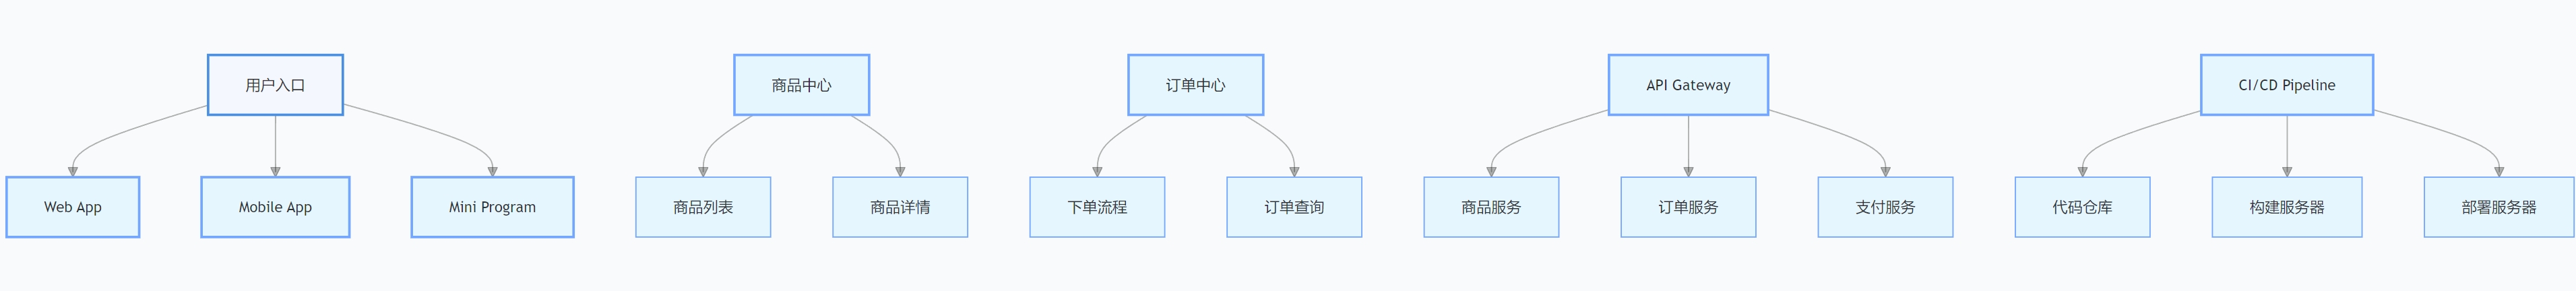 用户入口
商品中心
订单中心
API Gateway
CI/CD Pipeline
Web App
Mobile App
Mini Program
商品列表
商品详情
下单流程
订单查询
商品服务
订单服务
支付服务
代码仓库
构建服务器
部署服务器